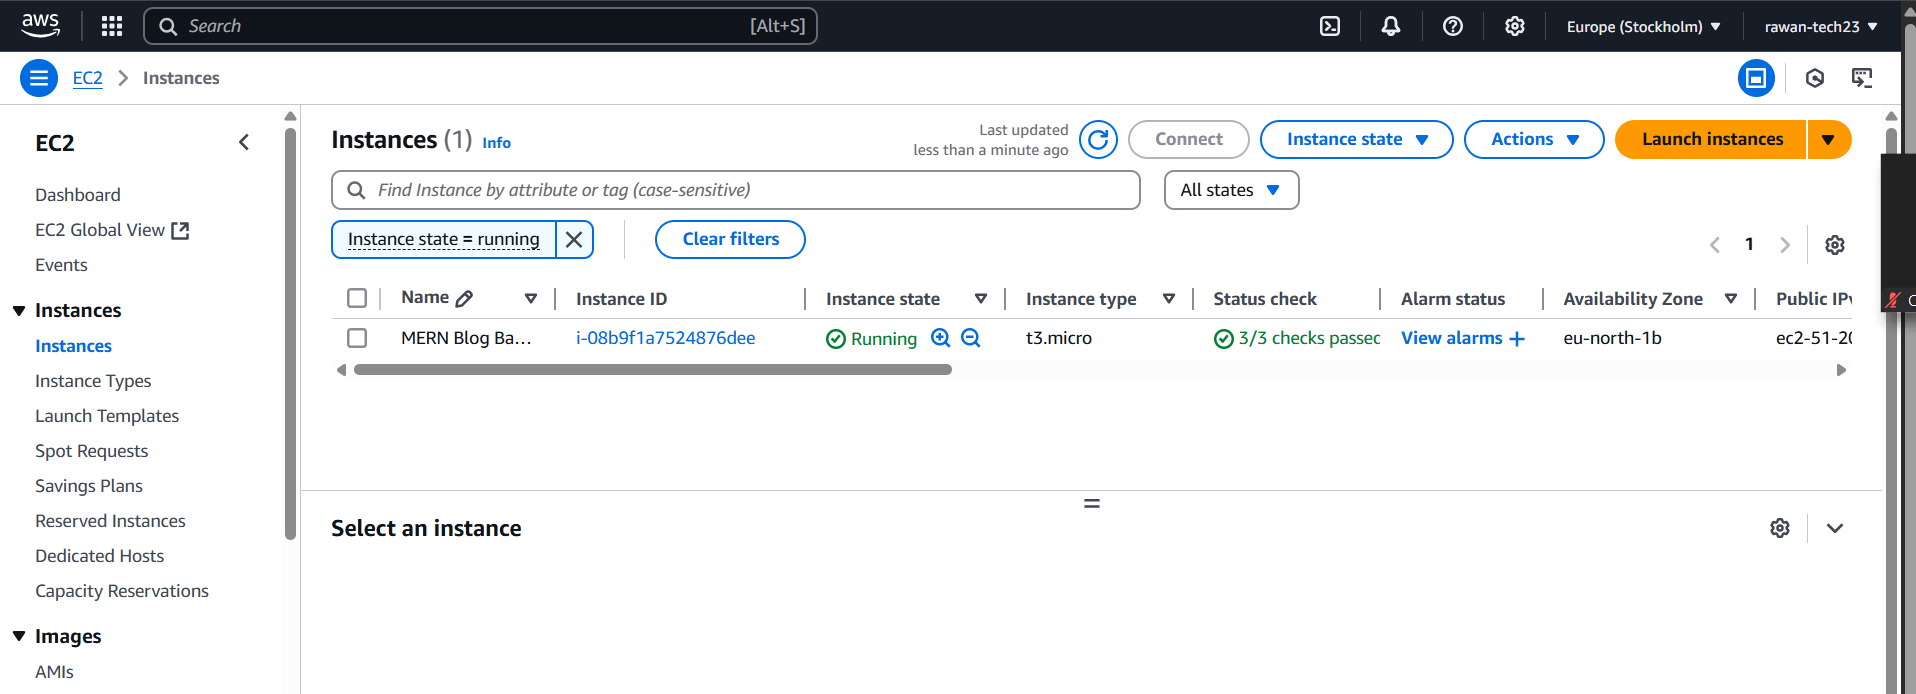 aws
Search [Alt+S]
Europe (Stockholm)
rawan-tech23
EC2 Instances
EC2
Dashboard
EC2 Global View
Events
Instances
Instances
Instance Types
Launch Templates
Spot Requests
Savings Plans
Reserved Instances
Dedicated Hosts
Capacity Reservations
Images
AMIs
Instances (1) Info
Last updated
less than a minute ago
Connect
Instance state
Actions
Launch instances
Find Instance by attribute or tag (case-sensitive)
All states
Instance state = running
Clear filters
1
Name Instance ID Instance state Instance type Status check Alarm status Availability Zone Public IPv
MERN Blog Ba... i-08b9f1a7524876dee Running t3.micro 3/3 checks passed View alarms + eu-north-1b ec2-51-20
Select an instance